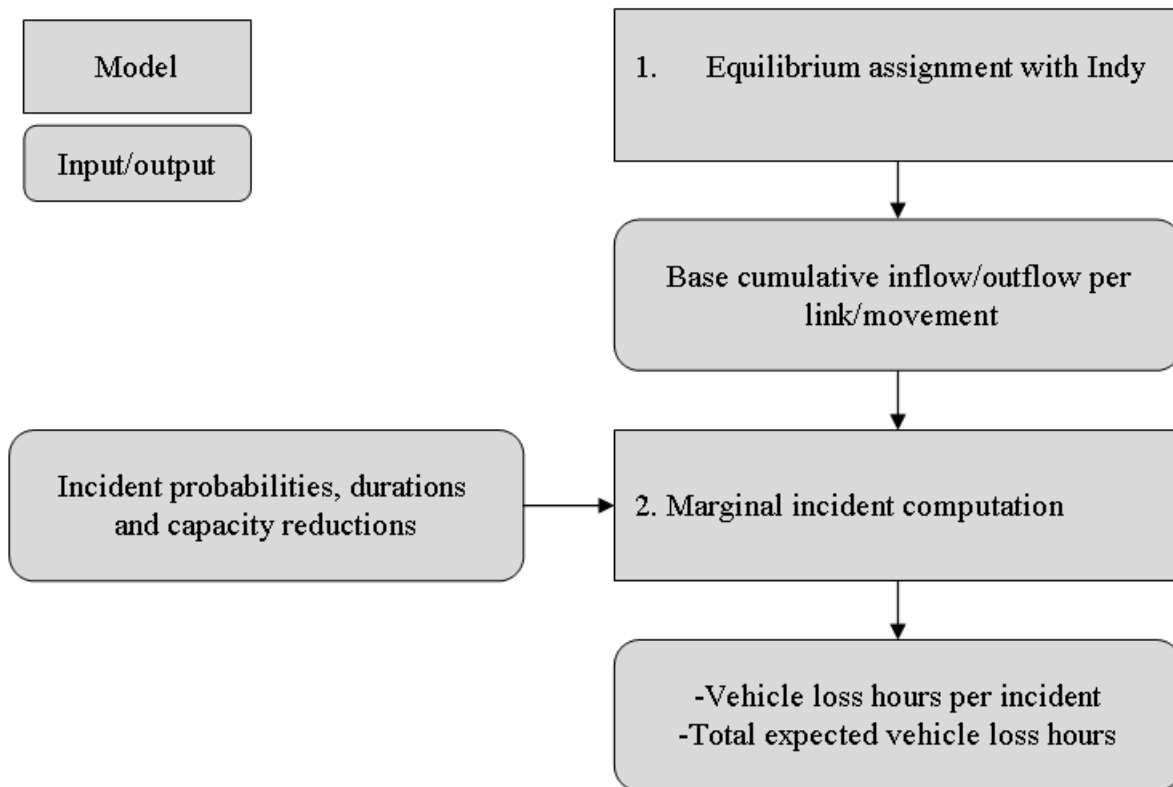 Model
Input/output
1. Equilibrium assignment with Indy
Base cumulative inflow/outflow per
link/movement
Incident probabilities, durations
and capacity reductions
2. Marginal incident computation
-Vehicle loss hours per incident
-Total expected vehicle loss hours